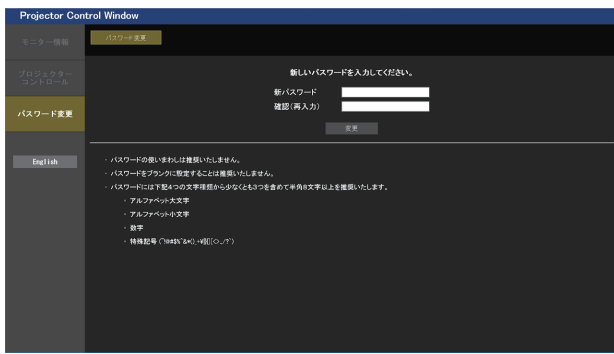 Projector Control Window
モニター情報
パスワード変更
プロジェクター
コントロール
パスワード変更
English
新しいパスワードを入力してください。
新パスワード
確認(再入力)
変更
・ パスワードの使いまわしは推奨いたしません。
・ パスワードをブランクに設定することは推奨いたしません。
・ パスワードには下記4つの文字種類から少なくとも3つを含めて半角8文字以上を推奨いたします。
・ アルファベット大文字
・ アルファベット小文字
・ 数字
・ 特殊記号